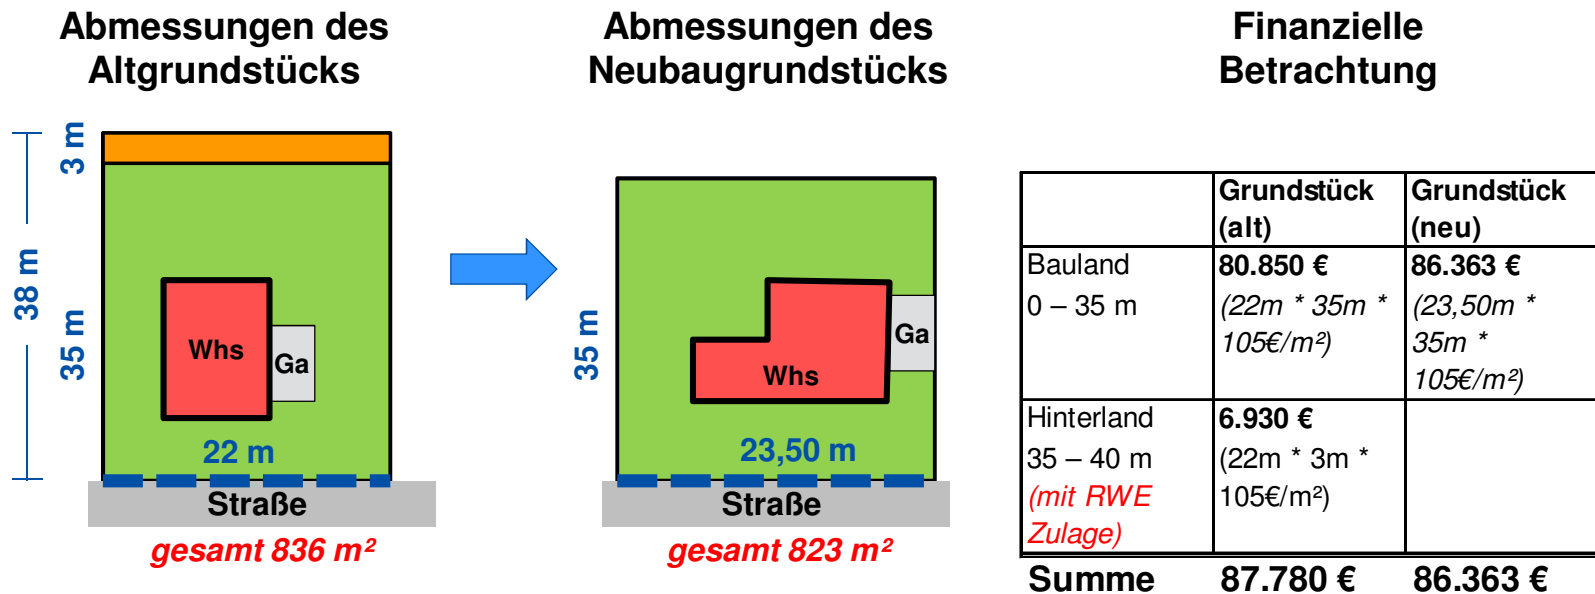 Abmessungen des
Altgrundstücks
3 m
38 m
35 m
Whs
Ga
22 m
Straße
gesamt 836 m²
Abmessungen des
Neubaugrundstücks
35 m
Ga
Whs
23,50 m
Straße
gesamt 823 m²
Finanzielle
Betrachtung
Grundstück Grundstück
(alt) (neu)
Bauland 80.850 € 86.363 €
0 – 35 m (22m * 35m * (23,50m *
105€/m²) 35m *
105€/m²)
Hinterland 6.930 €
35 – 40 m (22m * 3m *
(mit RWE 105€/m²)
Zulage)
Summe 87.780 € 86.363 €